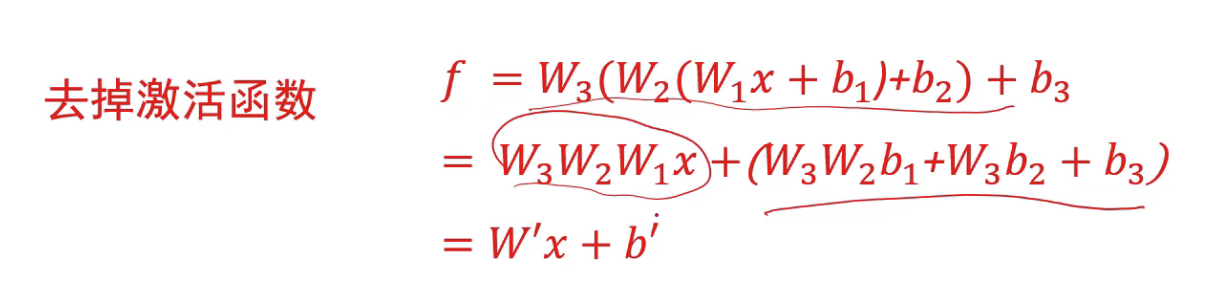 f = W₃(W₂(W₁x + b₁)+b₂) + b₃
去掉激活函数
= W₃W₂W₁x+(W₃W₂b₁+W₃b₂ + b₃)
= W′x + b′